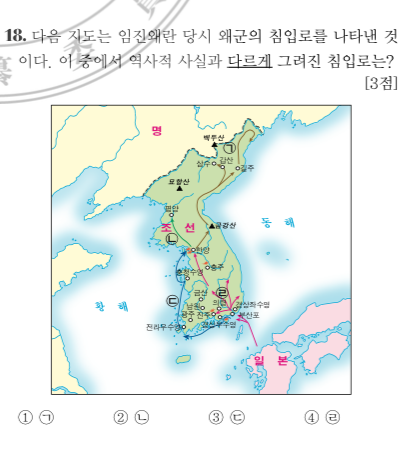 18. 다음 지도는 임진왜란 당시 왜군의 침입로를 나타낸 것
이다. 이 중에서 역사적 사실과 다르게 그려진 침입로는?
[3점]
명
백두산
㉠
삼수
갑산
길주
묘향산
평양
조선
금강산
㉡
한양
동해
충주
충청수영
㉢
㉣
황해
금산
의령
경상좌수영
남원
부산포
광주
진주
전라우수영
경상우수영
일본
① ㉠ ② ㉡ ③ ㉢ ④ ㉣